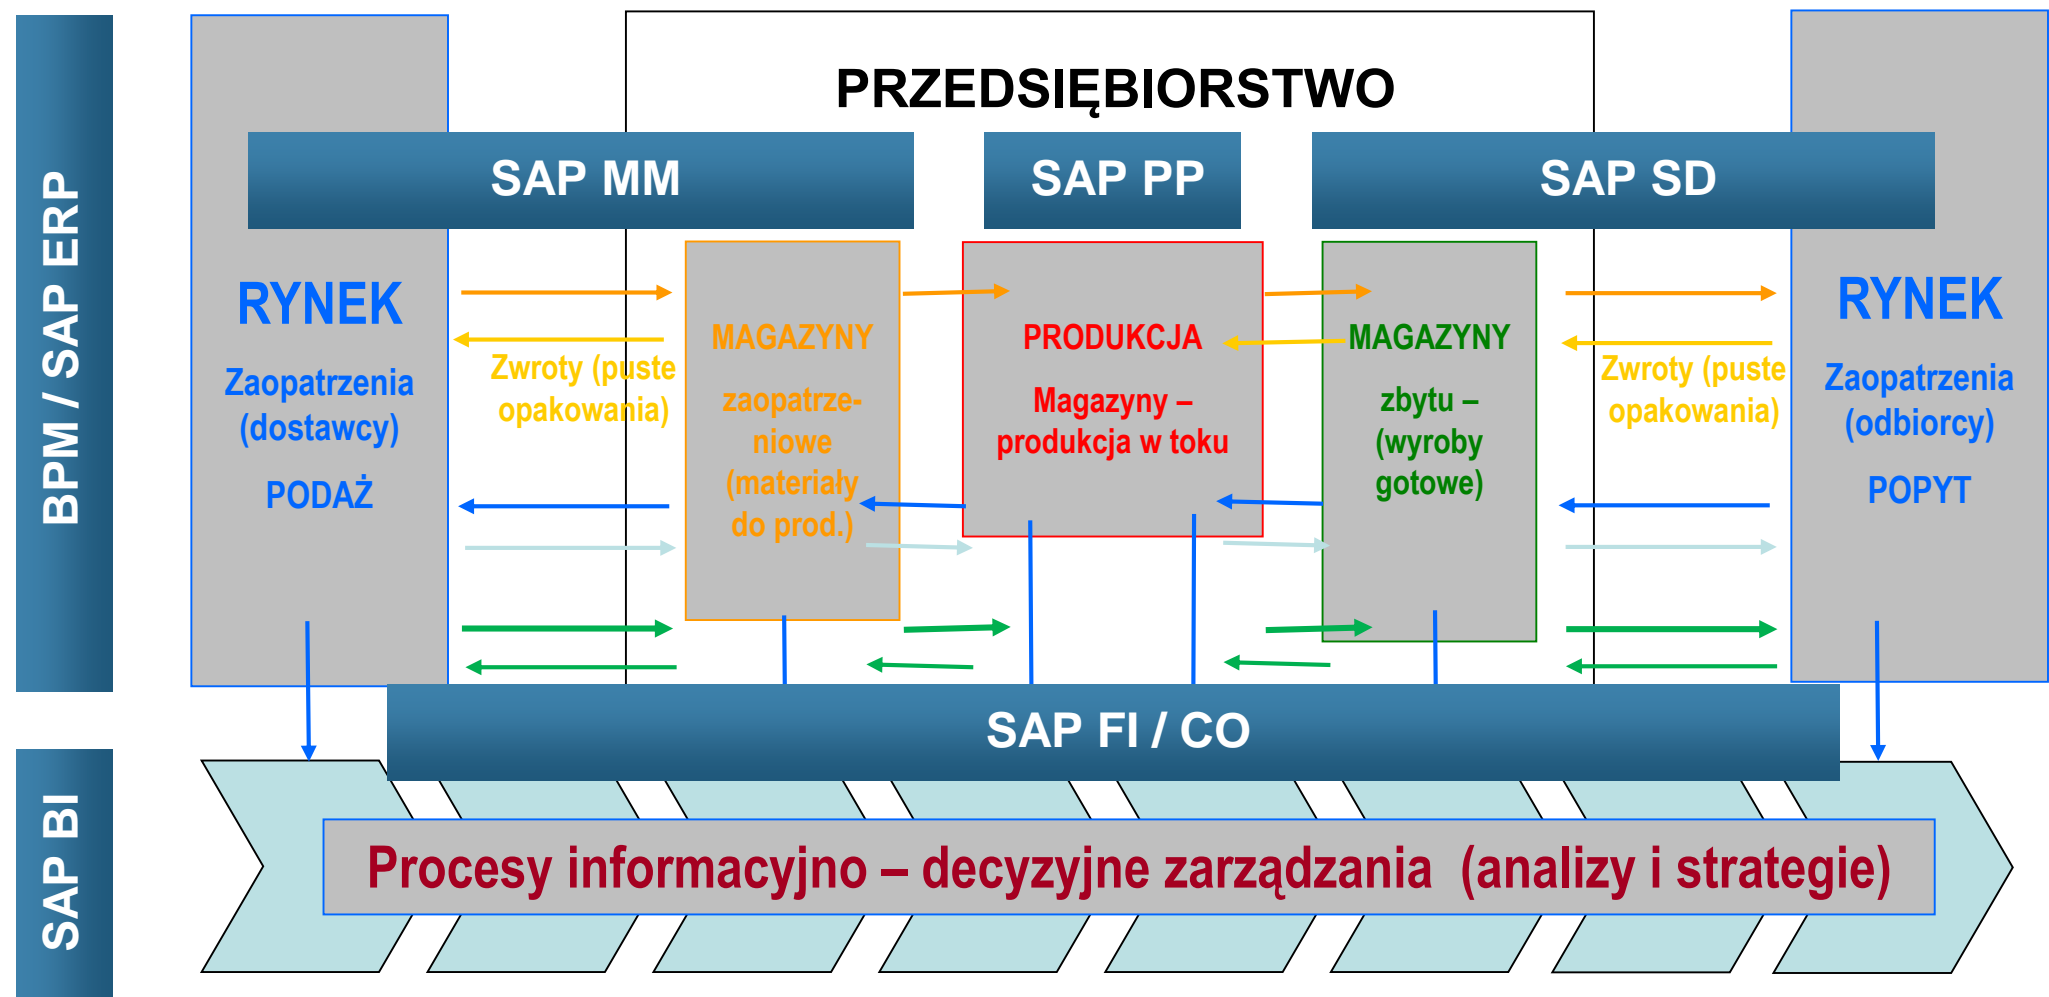 BPM / SAP ERP
SAP BI
PRZEDSIĘBIORSTWO
SAP MM
SAP PP
SAP SD
RYNEK
Zaopatrzenia
(dostawcy)
PODAŻ
Zwroty (puste
opakowania)
MAGAZYNY
zaopatrze-
niowe
(materiały
do prod.)
PRODUKCJA
Magazyny –
produkcja w toku
MAGAZYNY
zbytu –
(wyroby
gotowe)
Zwroty (puste
opakowania)
RYNEK
Zaopatrzenia
(odbiorcy)
POPYT
SAP FI / CO
Procesy informacyjno – decyzyjne zarządzania (analizy i strategie)